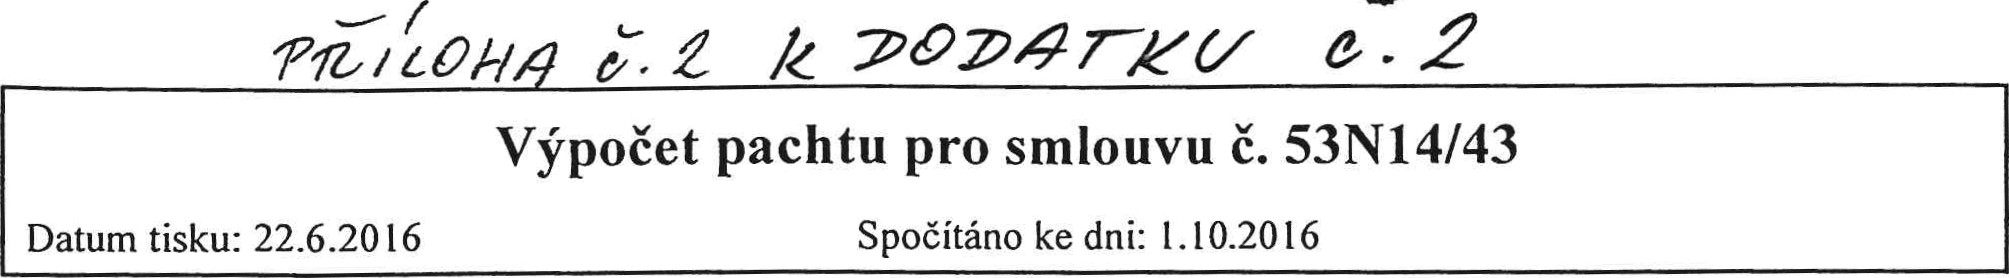 PŘÍLOHA č. 2 K DODATKU č. 2
Výpočet pachtu pro smlouvu č. 53N14/43
Datum tisku: 22.6.2016 Spočítáno ke dni: 1.10.2016